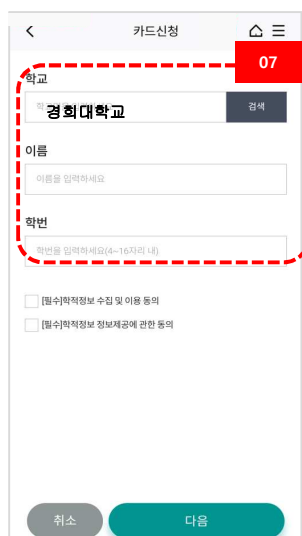 카드신청
07
학교
경희대학교
검색
이름
이름을 입력하세요
학번
학번을 입력하세요(4~16자리 내)
[필수]학적정보 수집 및 이용 동의
[필수]학적정보 정보제공에 관한 동의
취소
다음